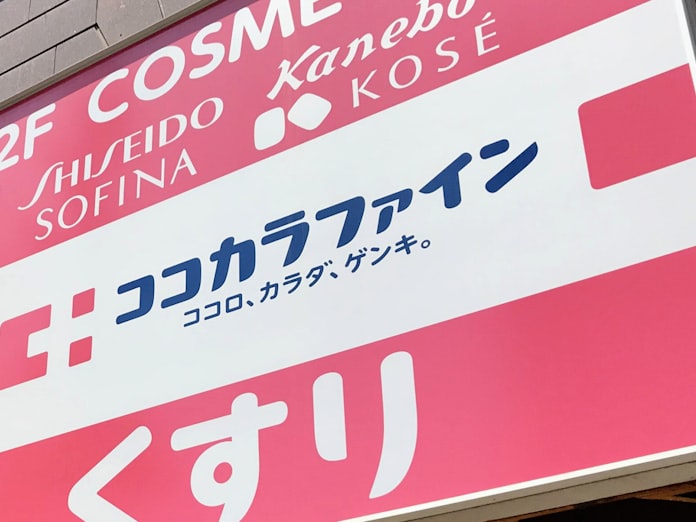 2F COSME
SHISEIDO Kanebo
SOFINA KOSÉ
ココカラファイン
ココロ、カラダ、ゲンキ。
くすり